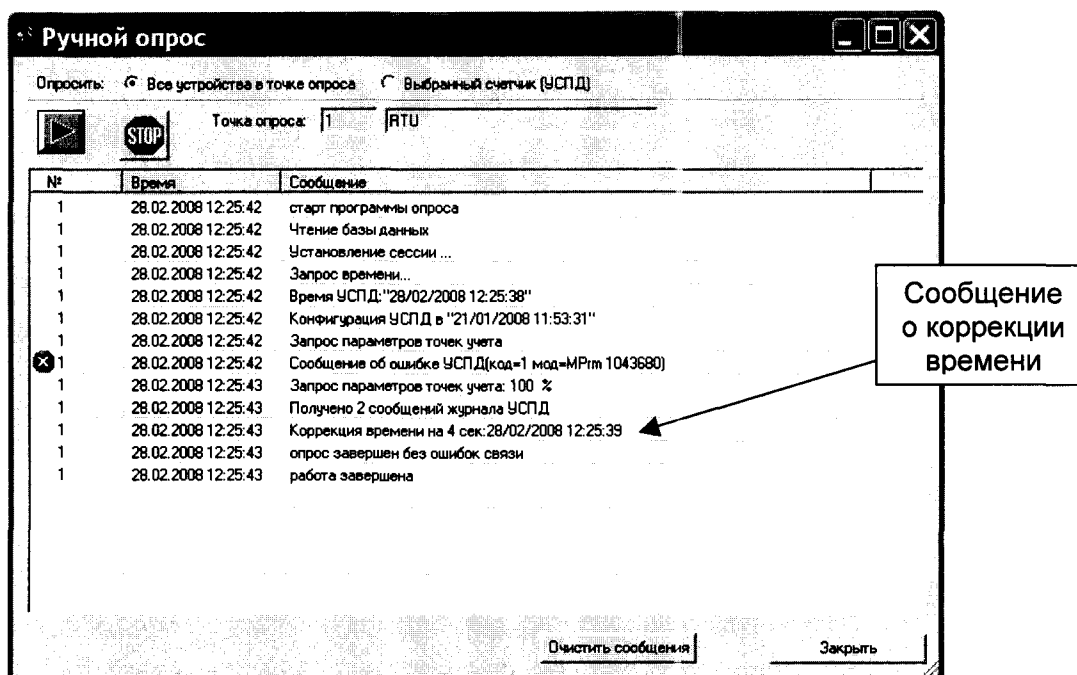 Ручной опрос
Опросить: Все устройства в точке опроса Выбранный счетчик (УСПД)
STOP Точка опроса: 1 RTU
№ Время Сообщение
1 28.02.2008 12:25:42 старт программы опроса
1 28.02.2008 12:25:42 Чтение базы данных
1 28.02.2008 12:25:42 Установление сессии ...
1 28.02.2008 12:25:42 Запрос времени...
1 28.02.2008 12:25:42 Время УСПД:"28/02/2008 12:25:38"
1 28.02.2008 12:25:42 Конфигурация УСПД в "21/01/2008 11:53:31"
1 28.02.2008 12:25:42 Запрос параметров точек учета
1 28.02.2008 12:25:42 Сообщение об ошибке УСПД(код=1 мод=MPrm 1043680)
1 28.02.2008 12:25:43 Запрос параметров точек учета: 100 %
1 28.02.2008 12:25:43 Получено 2 сообщений журнала УСПД
1 28.02.2008 12:25:43 Коррекция времени на 4 сек:28/02/2008 12:25:39
1 28.02.2008 12:25:43 опрос завершен без ошибок связи
1 28.02.2008 12:25:43 работа завершена
Сообщение
о коррекции
времени
Очистить сообщения Закрыть